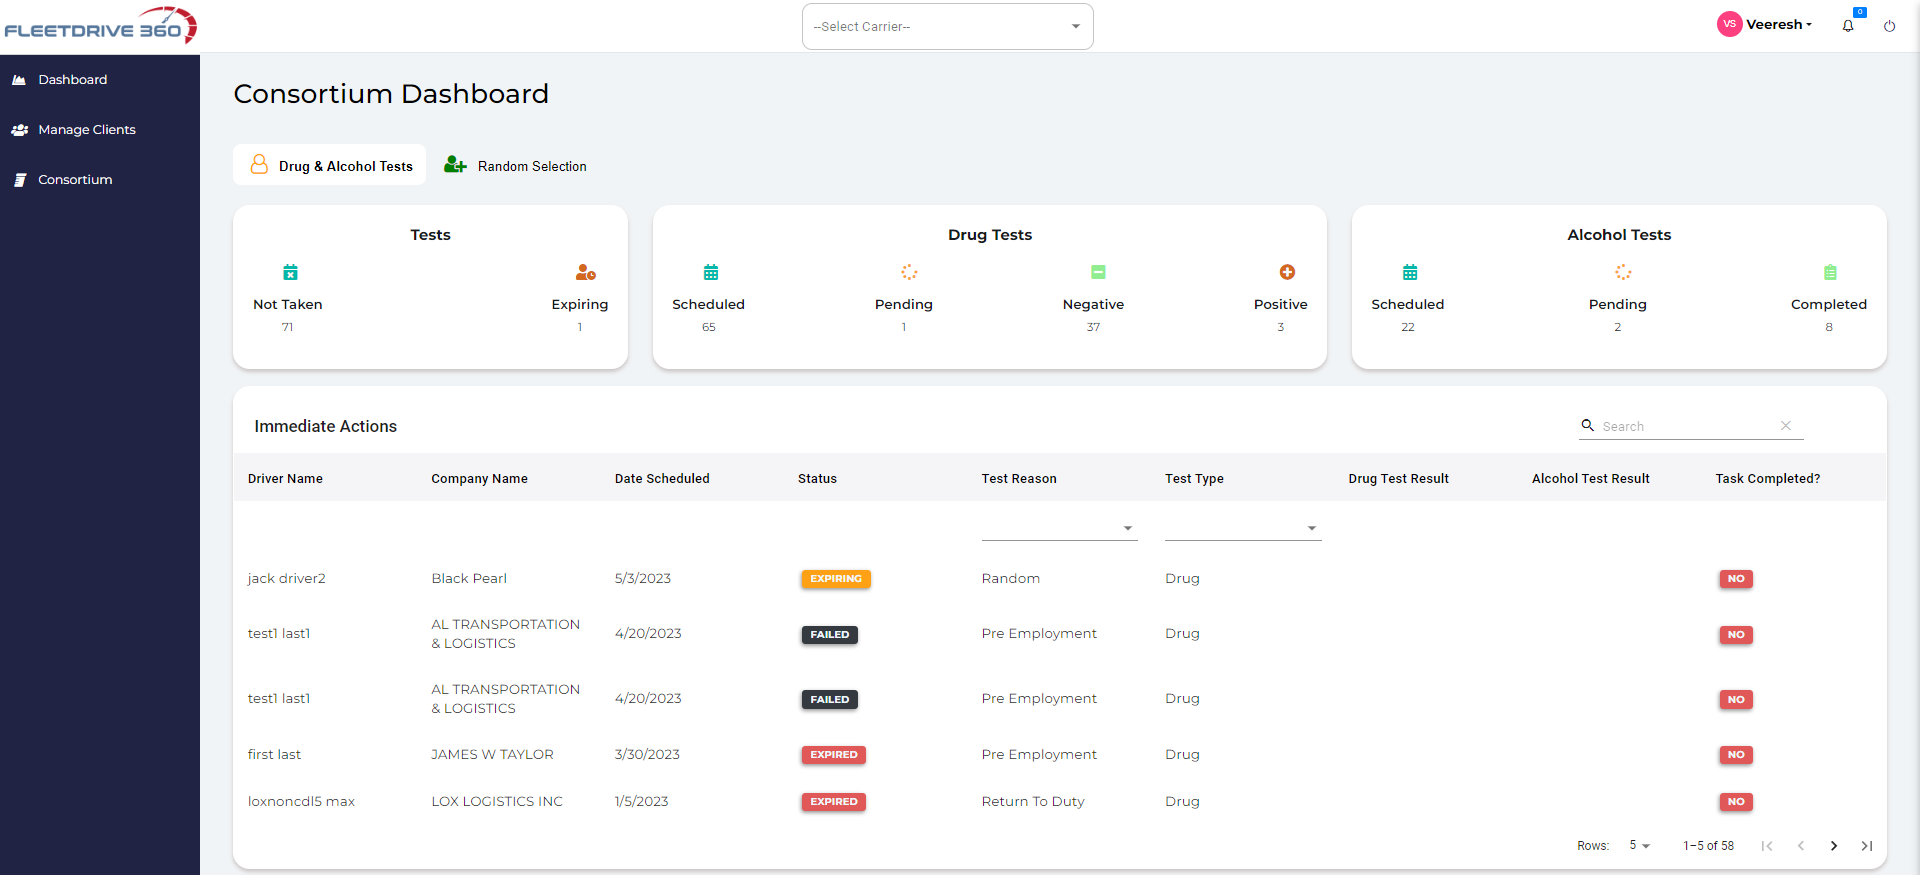 FLEETDRIVE 360
--Select Carrier--
VS Veeresh
0
Dashboard
Manage Clients
Consortium
Consortium Dashboard
Drug & Alcohol Tests
Random Selection
Tests
Not Taken
71
Expiring
1
Drug Tests
Scheduled
65
Pending
1
Negative
37
Positive
3
Alcohol Tests
Scheduled
22
Pending
2
Completed
8
Immediate Actions
Search
Driver Name Company Name Date Scheduled Status Test Reason Test Type Drug Test Result Alcohol Test Result Task Completed?
jack driver2 Black Pearl 5/3/2023 EXPIRING Random Drug NO
test1 last1 AL TRANSPORTATION
& LOGISTICS 4/20/2023 FAILED Pre Employment Drug NO
test1 last1 AL TRANSPORTATION
& LOGISTICS 4/20/2023 FAILED Pre Employment Drug NO
first last JAMES W TAYLOR 3/30/2023 EXPIRED Pre Employment Drug NO
loxnoncdl5 max LOX LOGISTICS INC 1/5/2023 EXPIRED Return To Duty Drug NO
Rows: 5 1–5 of 58